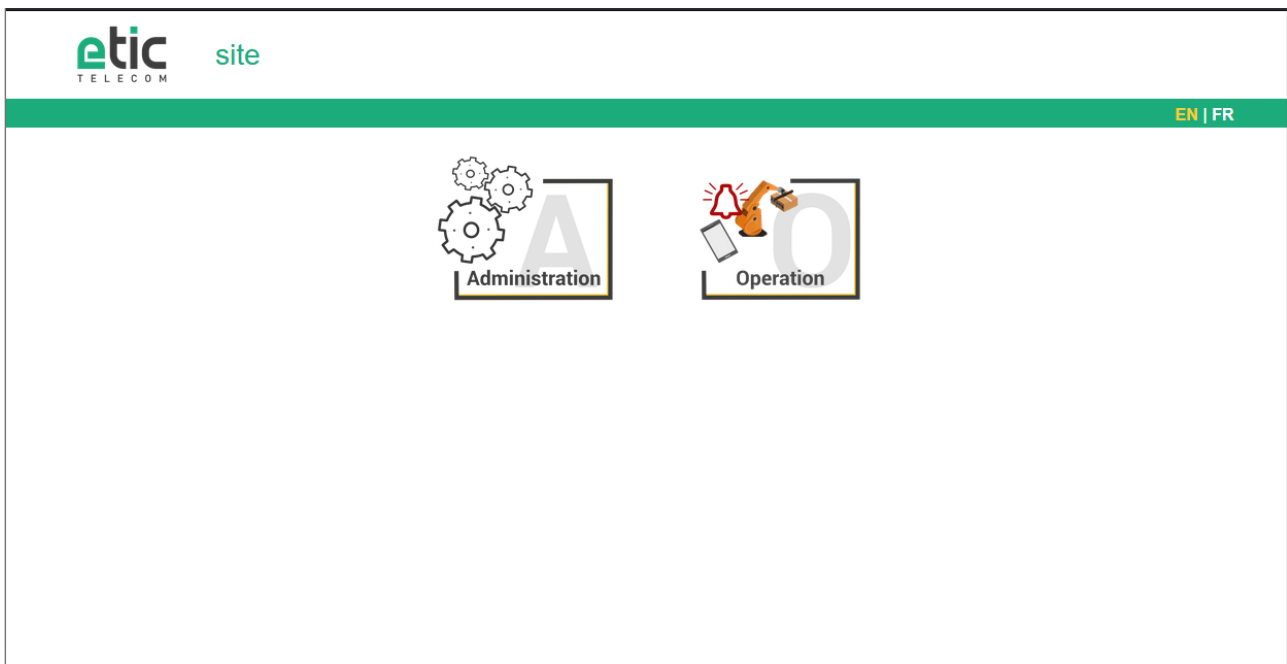 etic
TELECOM
site
EN | FR
A
Administration
O
Operation